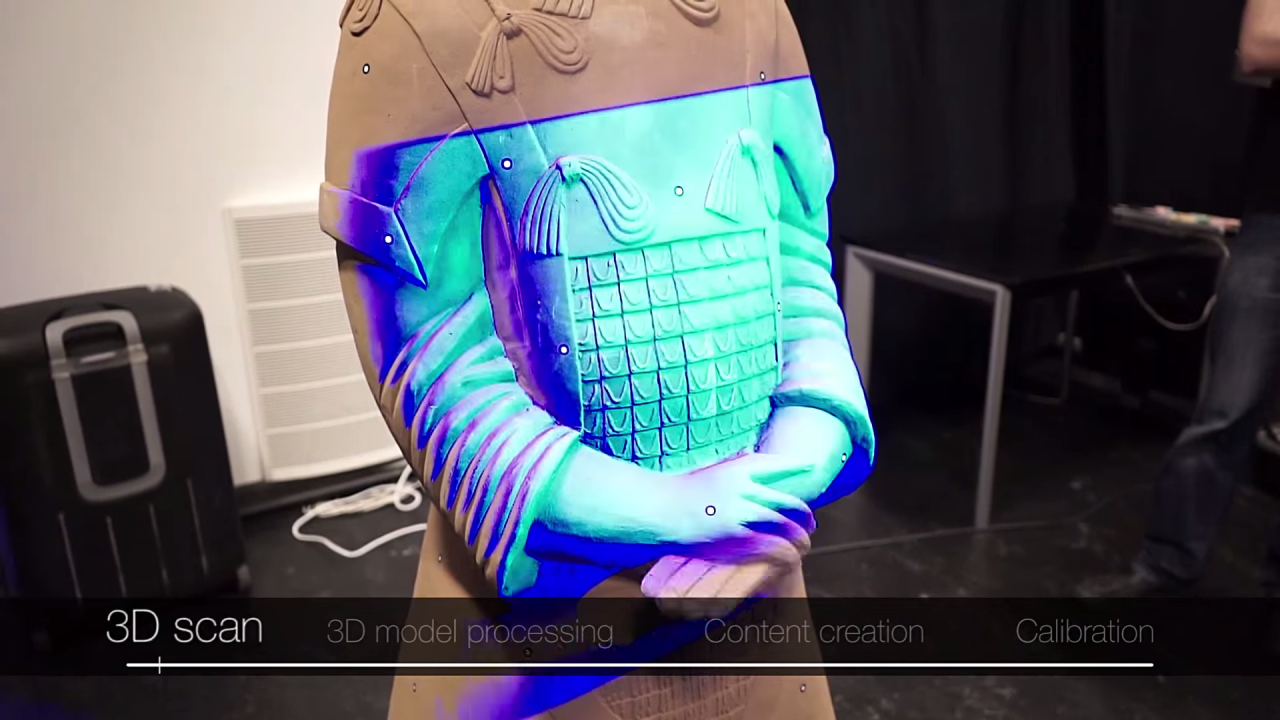 3D scan
3D model processing
Content creation
Calibration